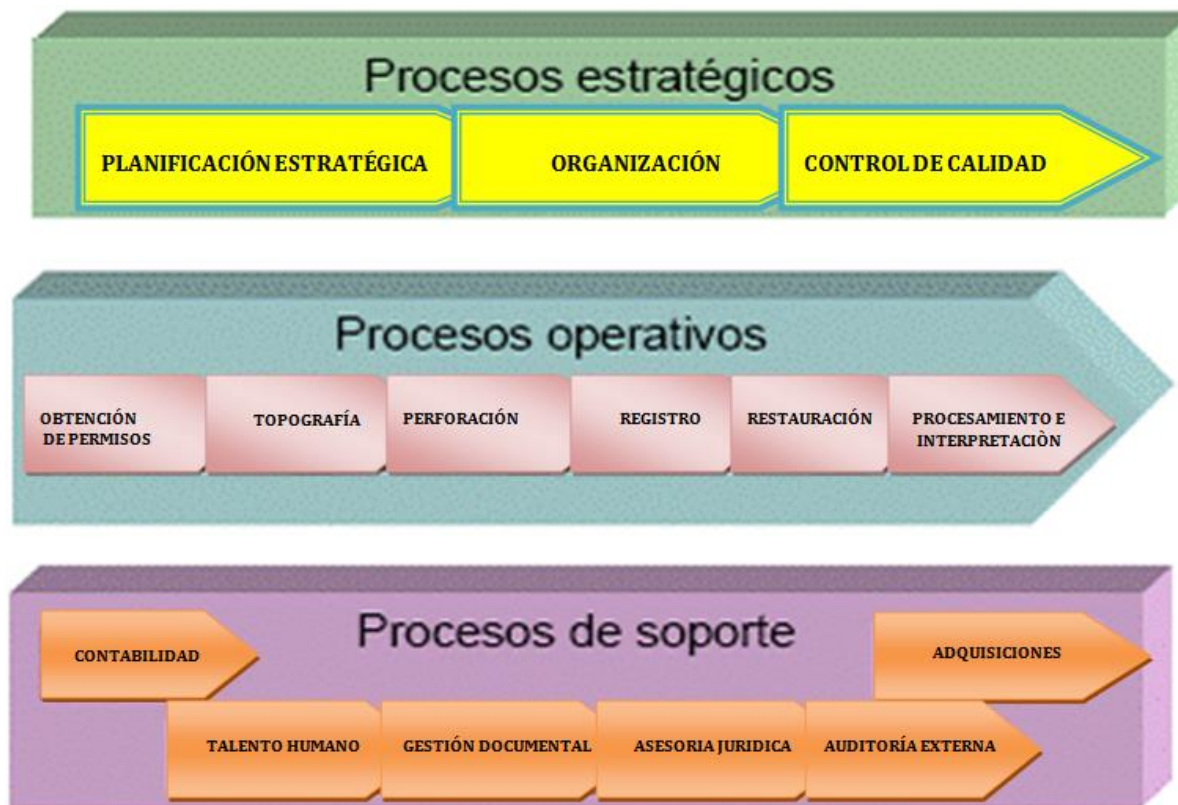 Procesos estratégicos
PLANIFICACIÓN ESTRATÉGICA
ORGANIZACIÓN
CONTROL DE CALIDAD
Procesos operativos
OBTENCIÓN
DE PERMISOS
TOPOGRAFÍA
PERFORACIÓN
REGISTRO
RESTAURACIÓN
PROCESAMIENTO E
INTERPRETACIÒN
Procesos de soporte
CONTABILIDAD
ADQUISICIONES
TALENTO HUMANO
GESTIÓN DOCUMENTAL
ASESORIA JURIDICA
AUDITORÍA EXTERNA